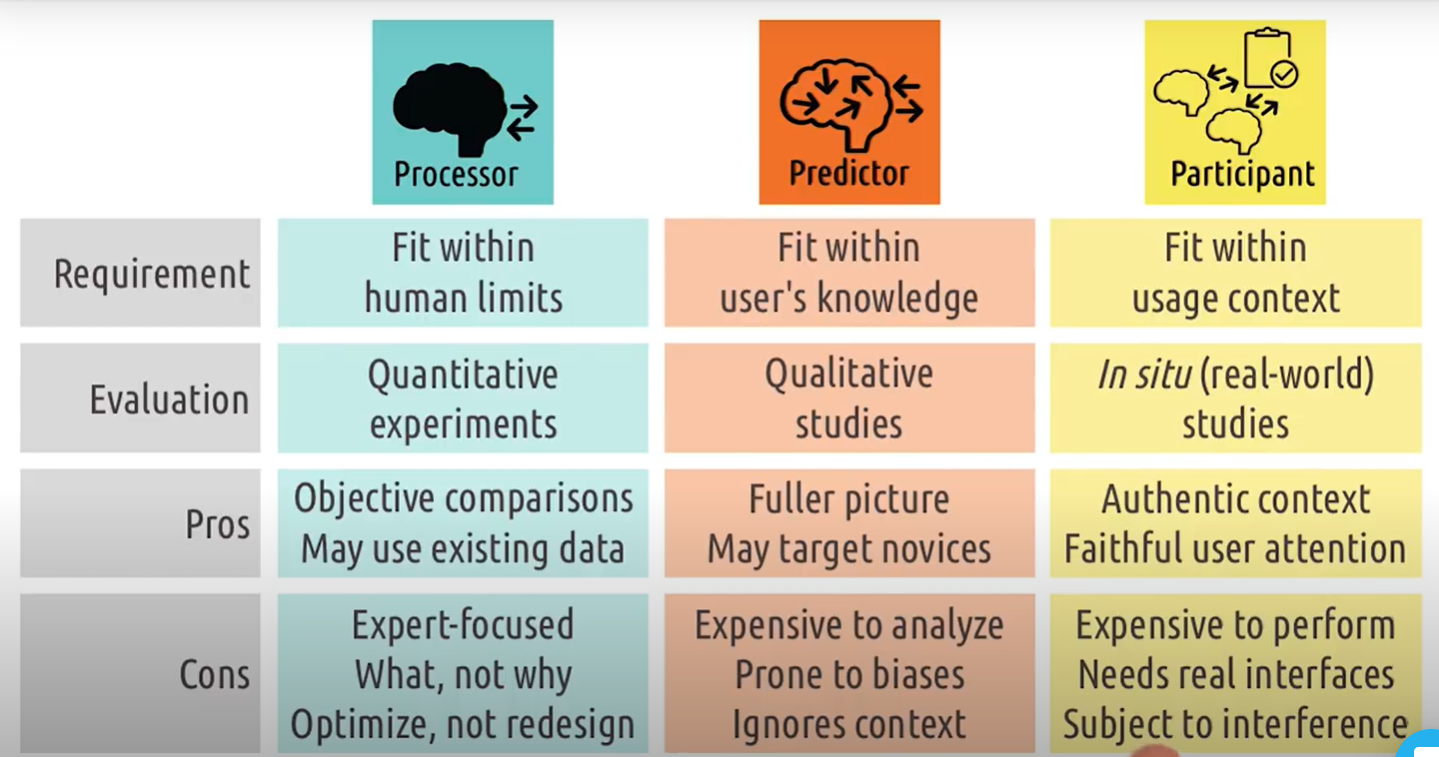 Processor
Predictor
Participant
Requirement
Fit within
human limits
Fit within
user's knowledge
Fit within
usage context
Evaluation
Quantitative
experiments
Qualitative
studies
In situ (real-world)
studies
Pros
Objective comparisons
May use existing data
Fuller picture
May target novices
Authentic context
Faithful user attention
Cons
Expert-focused
What, not why
Optimize, not redesign
Expensive to analyze
Prone to biases
Ignores context
Expensive to perform
Needs real interfaces
Subject to interference